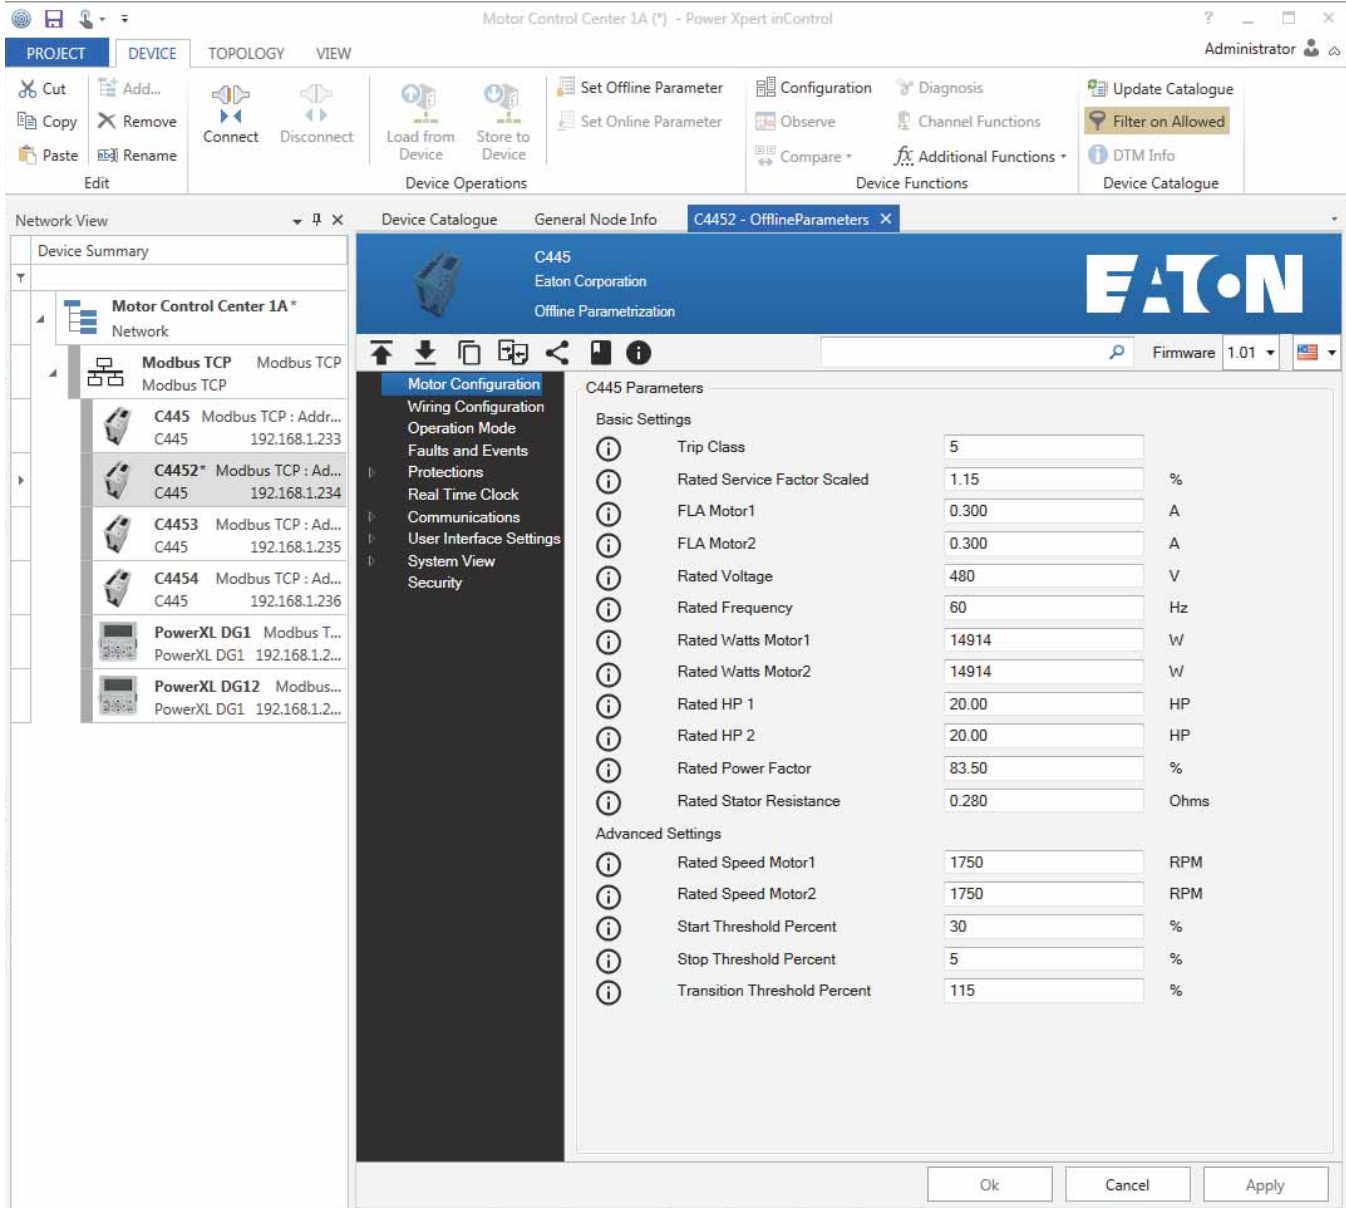 Motor Control Center 1A (*) - Power Xpert inControl
PROJECT DEVICE TOPOLOGY VIEW Administrator
Cut Add... Set Offline Parameter Configuration Diagnosis Update Catalogue
Copy Remove Connect Disconnect Load from Device Store to Device Set Online Parameter Observe Channel Functions Filter on Allowed
Paste Rename Compare fx Additional Functions DTM Info
Edit Device Operations Device Functions Device Catalogue
Network View Device Catalogue General Node Info C4452 - OfflineParameters X
Device Summary
C445
Eaton Corporation
Offline Parametrization
EATON
Motor Control Center 1A*
Network
Modbus TCP Modbus TCP
Modbus TCP
C445 Modbus TCP : Addr...
C445 192.168.1.233
C4452* Modbus TCP : Ad...
C445 192.168.1.234
C4453 Modbus TCP : Ad...
C445 192.168.1.235
C4454 Modbus TCP : Ad...
C445 192.168.1.236
PowerXL DG1 Modbus T...
PowerXL DG1 192.168.1.2...
PowerXL DG12 Modbus...
PowerXL DG1 192.168.1.2...
Firmware 1.01
Motor Configuration
Wiring Configuration
Operation Mode
Faults and Events
Protections
Real Time Clock
Communications
User Interface Settings
System View
Security
C445 Parameters
Basic Settings
Trip Class 5
Rated Service Factor Scaled 1.15 %
FLA Motor1 0.300 A
FLA Motor2 0.300 A
Rated Voltage 480 V
Rated Frequency 60 Hz
Rated Watts Motor1 14914 W
Rated Watts Motor2 14914 W
Rated HP 1 20.00 HP
Rated HP 2 20.00 HP
Rated Power Factor 83.50 %
Rated Stator Resistance 0.280 Ohms
Advanced Settings
Rated Speed Motor1 1750 RPM
Rated Speed Motor2 1750 RPM
Start Threshold Percent 30 %
Stop Threshold Percent 5 %
Transition Threshold Percent 115 %
Ok Cancel Apply